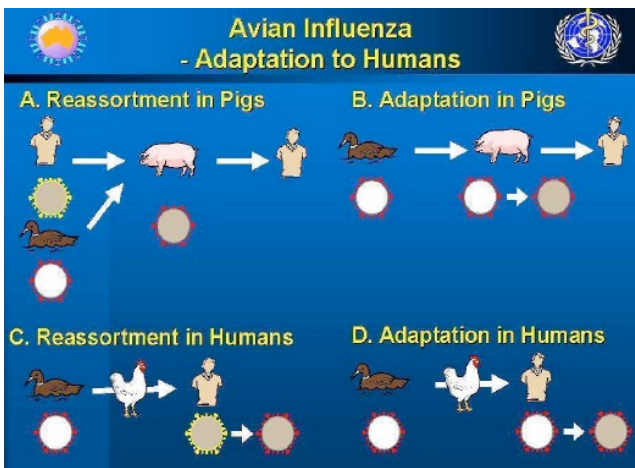 Avian Influenza
- Adaptation to Humans
A. Reassortment in Pigs
B. Adaptation in Pigs
C. Reassortment in Humans
D. Adaptation in Humans